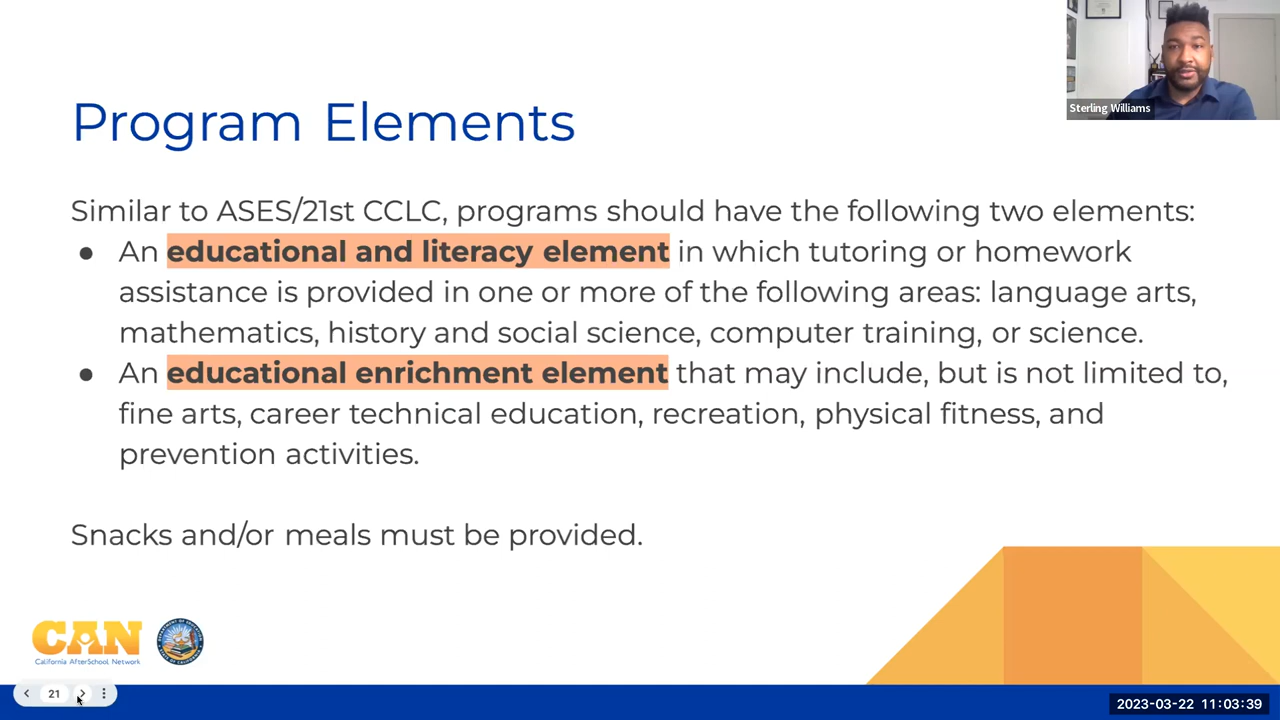 Sterling Williams
Program Elements
Similar to ASES/21st CCLC, programs should have the following two elements:
● An educational and literacy element in which tutoring or homework
assistance is provided in one or more of the following areas: language arts,
mathematics, history and social science, computer training, or science.
● An educational enrichment element that may include, but is not limited to,
fine arts, career technical education, recreation, physical fitness, and
prevention activities.
Snacks and/or meals must be provided.
CAN
California AfterSchool Network
21
2023-03-22 11:03:39